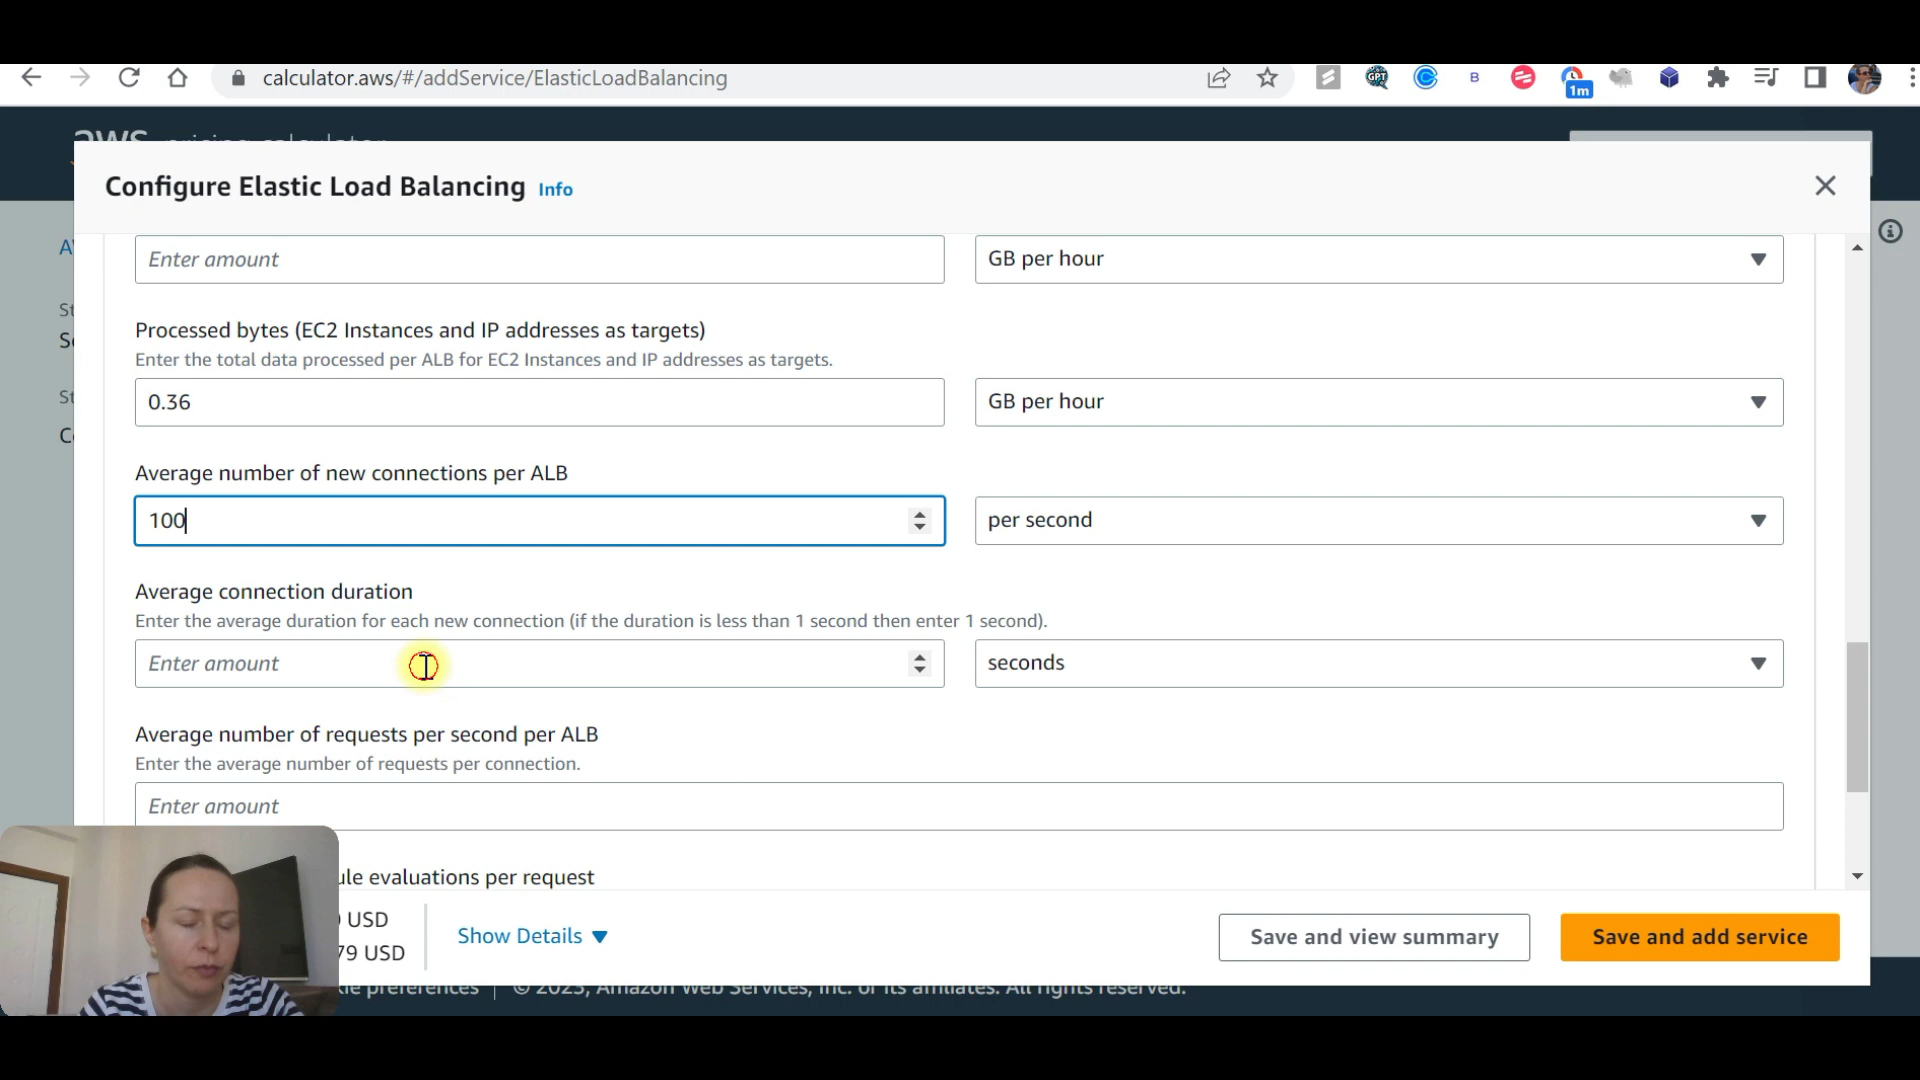 calculator.aws/#/addService/ElasticLoadBalancing
GPT
B
1m
aws pricing calculator
Configure Elastic Load Balancing Info
Enter amount
GB per hour
Processed bytes (EC2 Instances and IP addresses as targets)
Enter the total data processed per ALB for EC2 Instances and IP addresses as targets.
0.36
GB per hour
Average number of new connections per ALB
100
per second
Average connection duration
Enter the average duration for each new connection (if the duration is less than 1 second then enter 1 second).
Enter amount
seconds
Average number of requests per second per ALB
Enter the average number of requests per connection.
Enter amount
evaluations per request
USD
79 USD
Show Details
Save and view summary
Save and add service
preferences
© 2023, Amazon Web Services, Inc. or its affiliates. All rights reserved.